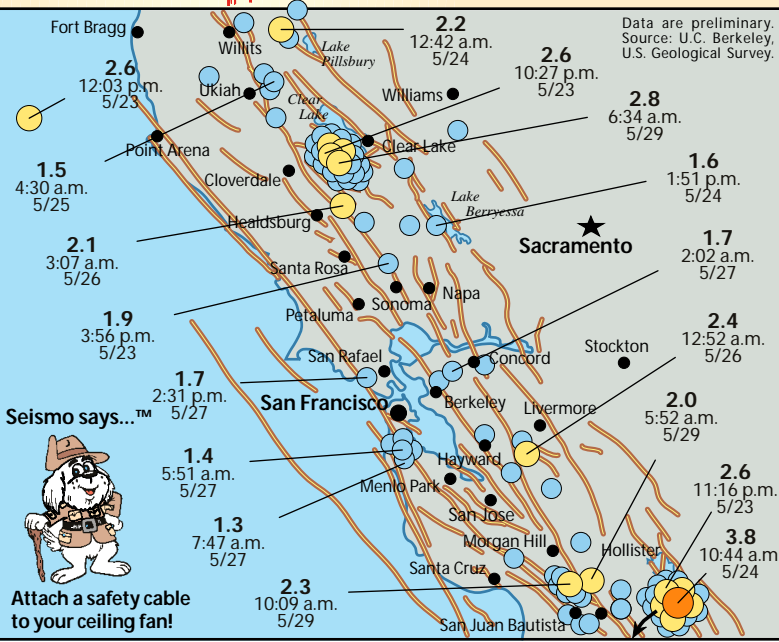 Fort Bragg
Willits
2.2
12:42 a.m.
5/24
Data are preliminary.
Source: U.C. Berkeley,
U.S. Geological Survey.
Lake
Pillsbury
2.6
12:03 p.m.
5/23
Ukiah
Clear
Lake
Williams
2.6
10:27 p.m.
5/23
2.8
6:34 a.m.
5/29
Point Arena
Clear Lake
1.5
4:30 a.m.
5/25
Cloverdale
1.6
1:51 p.m.
5/24
Lake
Berryessa
Healdsburg
Sacramento
2.1
3:07 a.m.
5/26
Santa Rosa
1.7
2:02 a.m.
5/27
Sonoma
Napa
Petaluma
1.9
3:56 p.m.
5/23
2.4
12:52 a.m.
5/26
San Rafael
Concord
Stockton
1.7
2:31 p.m.
5/27
San Francisco
Berkeley
Livermore
Seismo says...™
2.0
5:52 a.m.
5/29
1.4
5:51 a.m.
5/27
Hayward
Menlo Park
2.6
11:16 p.m.
5/23
San Jose
1.3
7:47 a.m.
5/27
Morgan Hill
Hollister
3.8
10:44 a.m.
5/24
Santa Cruz
2.3
10:09 a.m.
5/29
Attach a safety cable
to your ceiling fan!
San Juan Bautista